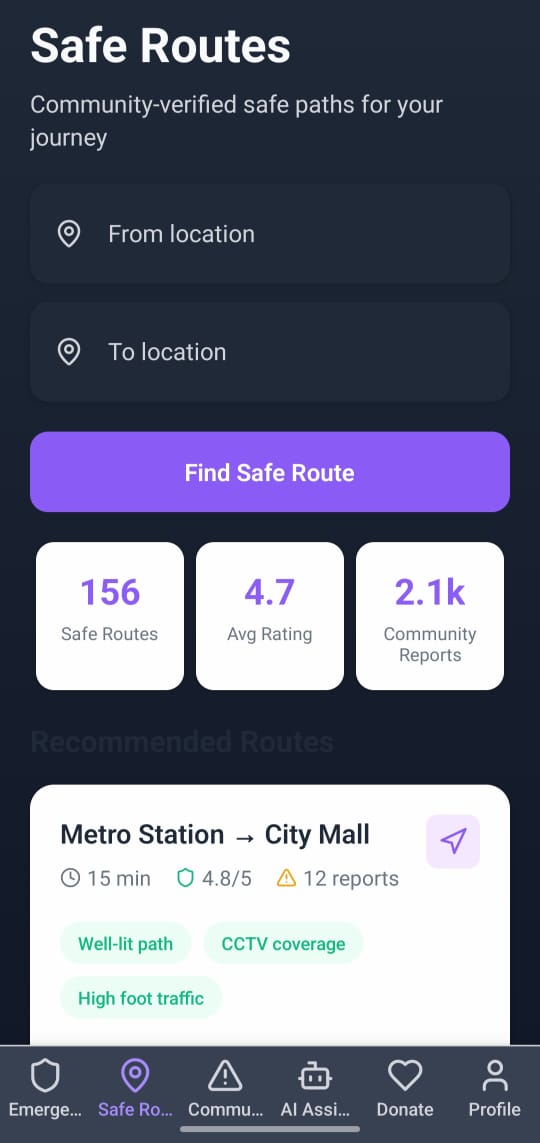 Safe Routes
Community-verified safe paths for your
journey
From location
To location
Find Safe Route
156
Safe Routes
4.7
Avg Rating
2.1k
Community
Reports
Recommended Routes
Metro Station → City Mall
15 min 4.8/5 12 reports
Well-lit path CCTV coverage
High foot traffic
Emerge... Safe Ro... Commu... AI Assi... Donate Profile